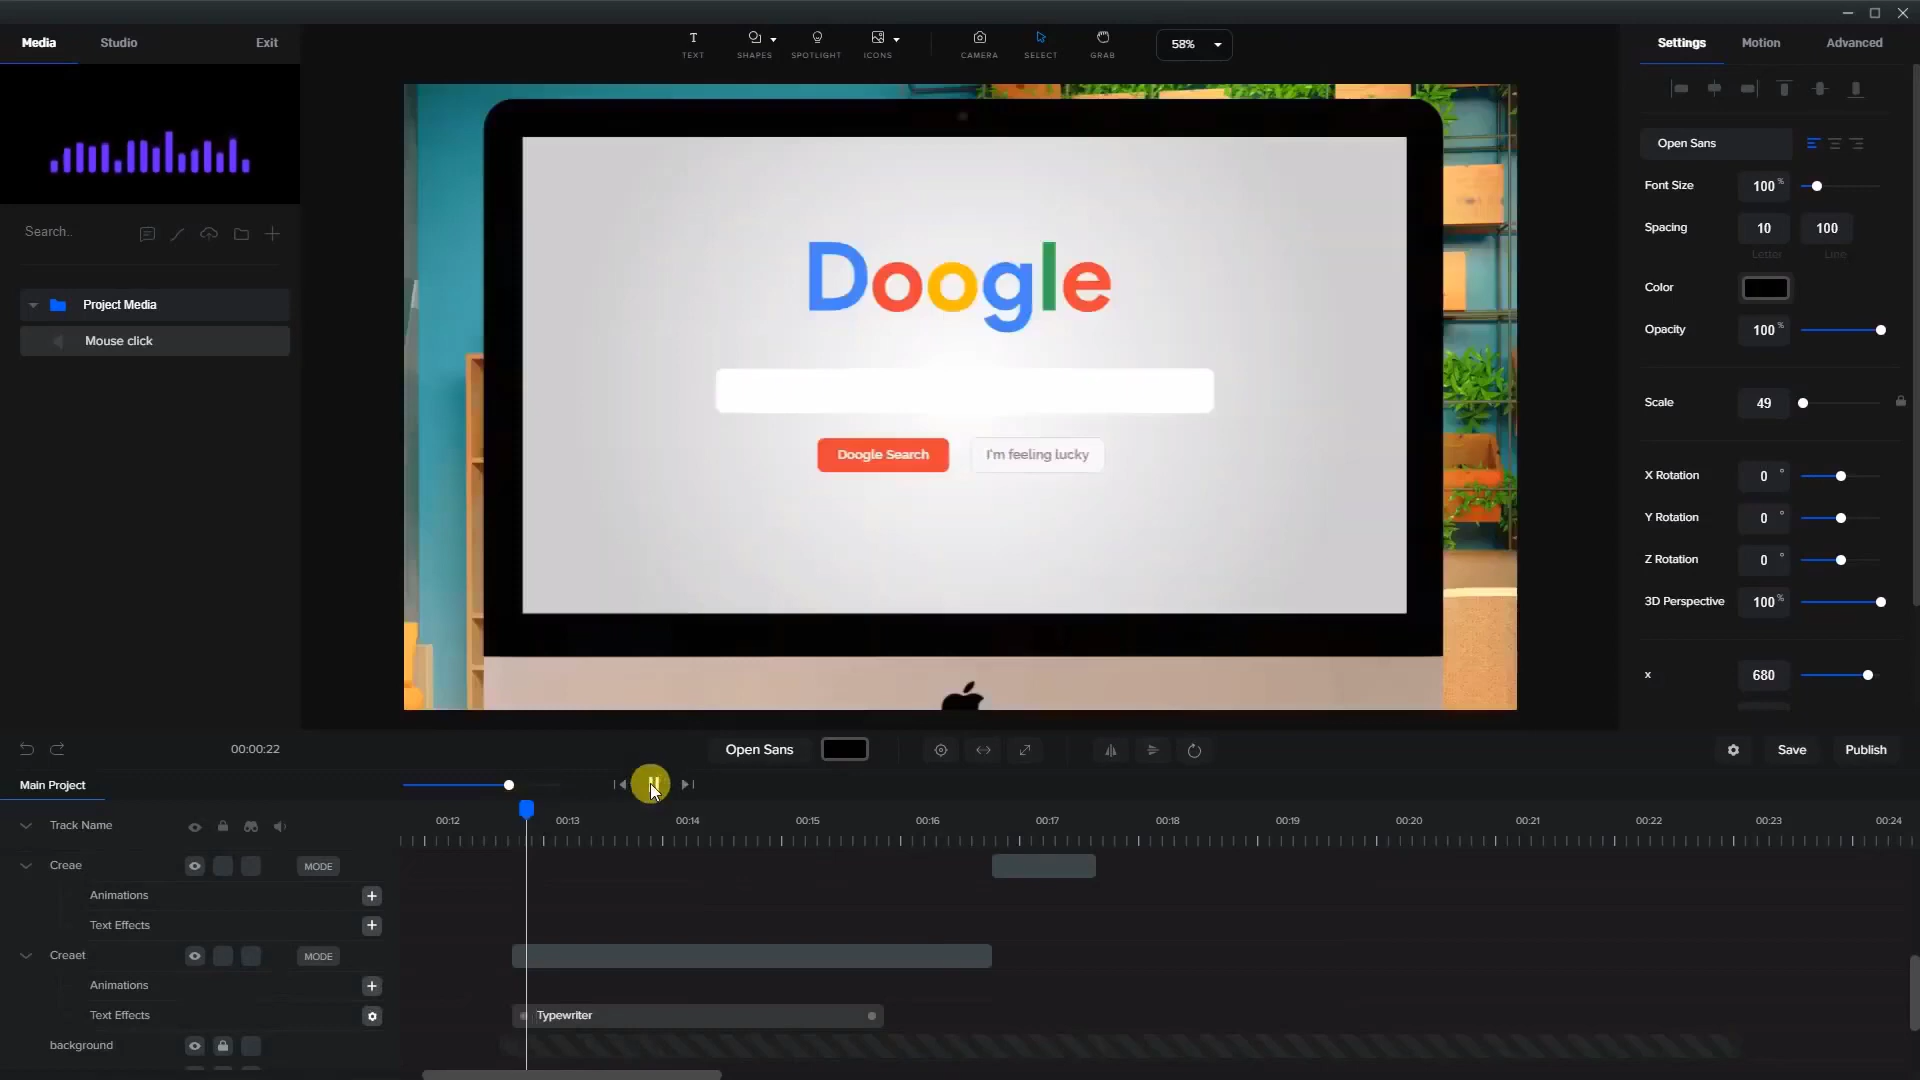 Media
Studio
Exit
TEXT
SHAPES
SPOTLIGHT
ICONS
CAMERA
SELECT
GRAB
58%
Settings
Motion
Advanced
Search..
Project Media
Mouse click
Doogle
Doogle Search
I'm feeling lucky
Open Sans
Font Size
100 %
Spacing
10
100
Letter
Line
Color
Opacity
100 %
Scale
49
X Rotation
0 °
Y Rotation
0 °
Z Rotation
0 °
3D Perspective
100 %
x
680
00:00:22
Open Sans
Save
Publish
Main Project
Track Name
00:12
00:13
00:14
00:15
00:16
00:17
00:18
00:19
00:20
00:21
00:22
00:23
00:24
Creae
MODE
Animations
Text Effects
Creaet
MODE
Animations
Text Effects
Typewriter
background